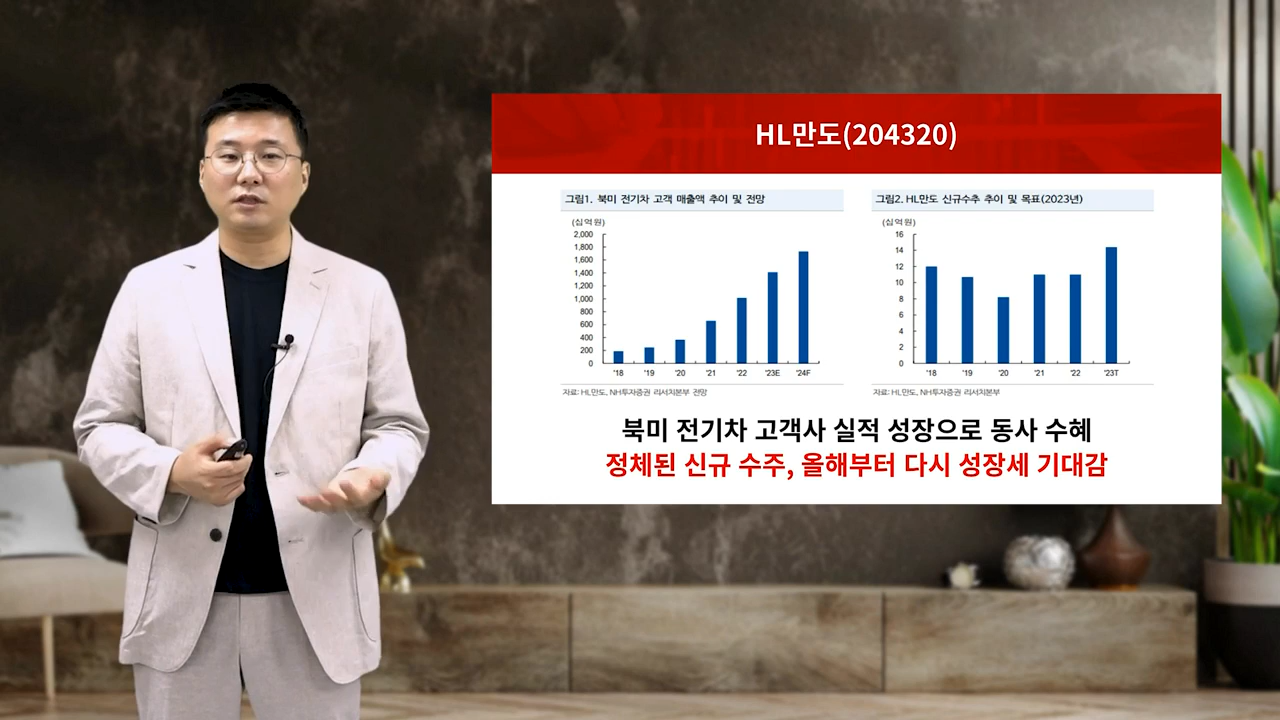 HL만도(204320)
그림1. 북미 전기차 고객 매출액 추이 및 전망
(십억원)
2,000
1,800
1,600
1,400
1,200
1,000
800
600
400
200
0
'18 '19 '20 '21 '22 '23E '24F
자료: HL만도, NH투자증권 리서치본부 전망
그림2. HL만도 신규수주 추이 및 목표(2023년)
(십억원)
16
14
12
10
8
6
4
2
0
'18 '19 '20 '21 '22 '23T
자료: HL만도, NH투자증권 리서치본부
북미 전기차 고객사 실적 성장으로 동사 수혜
정체된 신규 수주, 올해부터 다시 성장세 기대감